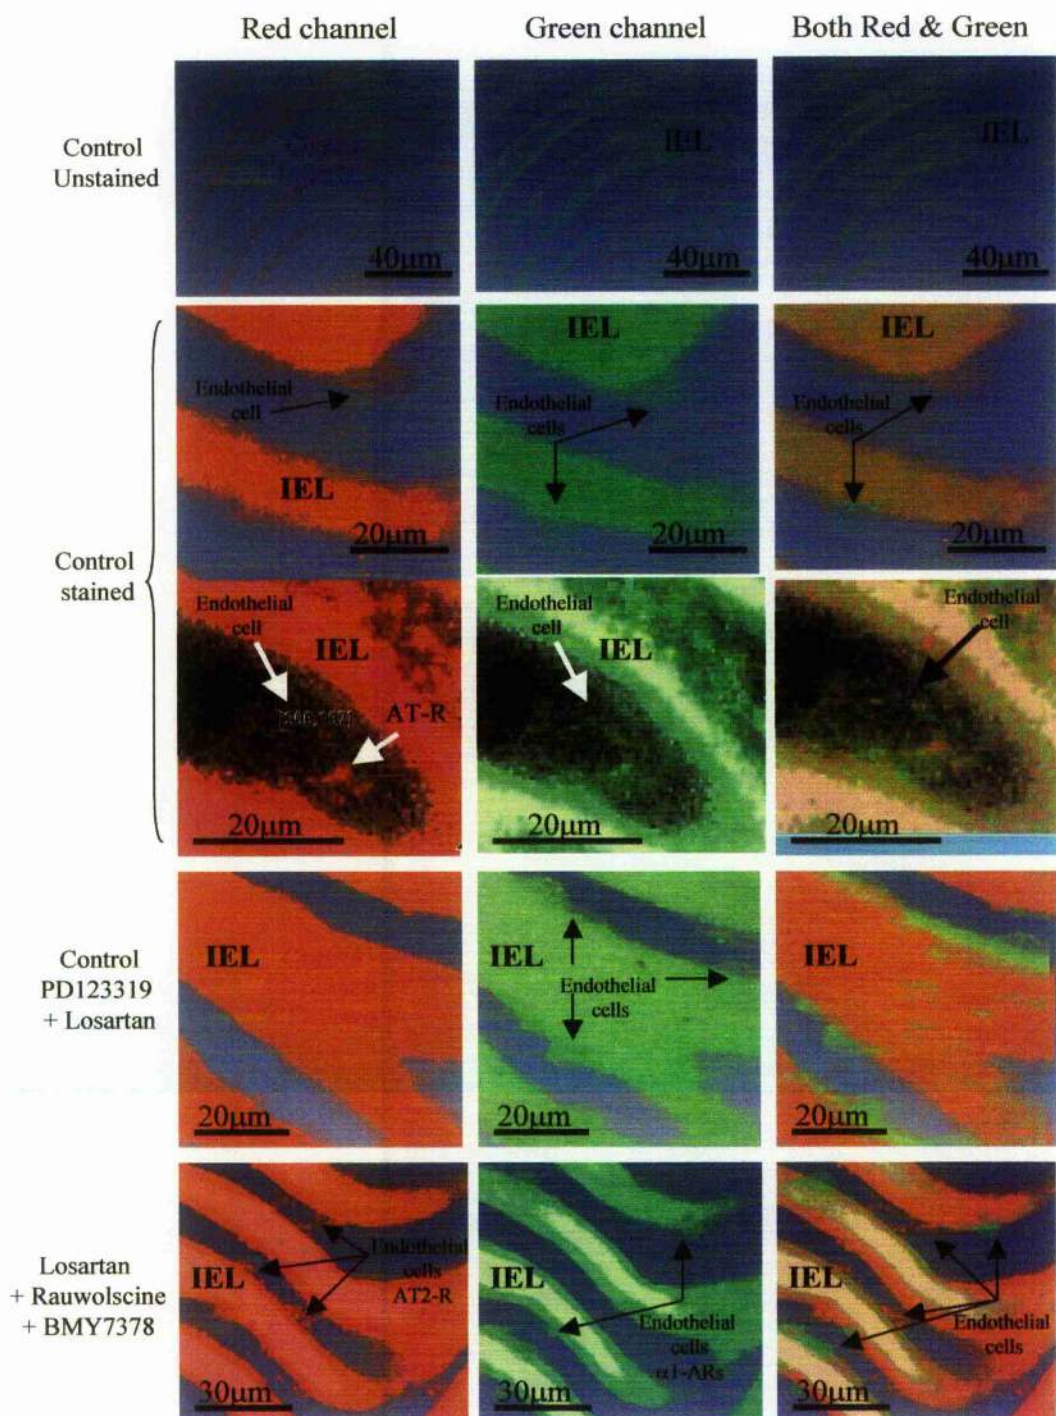 Red channel
Green channel
Both Red & Green
Control
Unstained
40μm
IEL
40μm
IEL
40μm
Control
stained
Endothelial
cell
IEL
20μm
IEL
Endothelial
cells
20μm
IEL
Endothelial
cells
20μm
Endothelial
cell
IEL
AT-R
20μm
Endothelial
cell
IEL
20μm
Endothelial
cell
20μm
Control
PD123319
+ Losartan
IEL
20μm
IEL
Endothelial
cells
20μm
20μm
Losartan
+ Rauwolscine
+ BMY7378
IEL
Endothelial
cells
AT2-R
30μm
Endothelial
cells
α1-ARs
30μm
IEL
Endothelial
cells
30μm